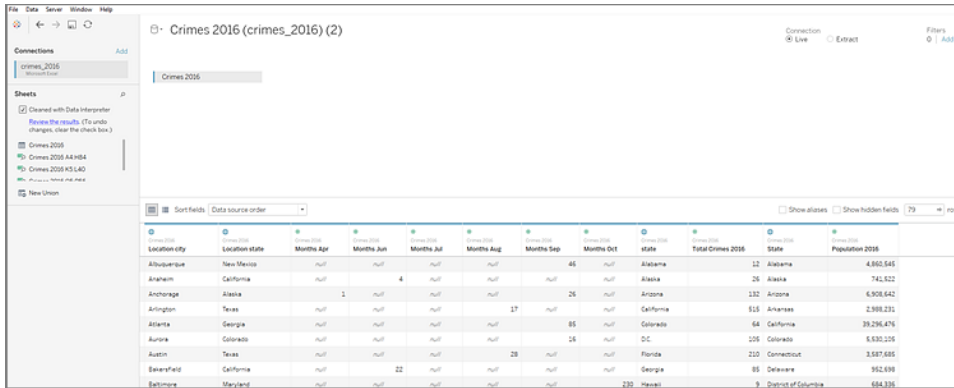 File Data Server Window Help
Crimes 2016 (crimes_2016) (2)
Connection
Live Extract
Filters
0 Add
Connections Add
crimes_2016
Microsoft Excel
Crimes 2016
Sheets
Cleaned with Data Interpreter
Review the results. (To undo
changes, clear the check box.)
Crimes 2016
Crimes 2016 A4:H84
Crimes 2016 K5:L40
New Union
Sort fields Data source order Show aliases Show hidden fields 79
Crimes 2016 Crimes 2016 Crimes 2016 Crimes 2016 Crimes 2016 Crimes 2016 Crimes 2016 Crimes 2016 Crimes 2016 Crimes 2016 Crimes 2016
Location city Location state Months Apr Months Jun Months Jul Months Aug Months Sep Months Oct state Total Crimes 2016 State Population 2016
Albuquerque New Mexico null null null null 46 null Alabama 12 Alabama 4,860,545
Anaheim California null null 4 null null null Alaska 26 Alaska 741,522
Anchorage Alaska 1 null null null 26 null Arizona 132 Arizona 6,908,642
Arlington Texas null null null 17 null null California 515 Arkansas 2,988,231
Atlanta Georgia null null null null 85 null Colorado 64 California 39,296,476
Aurora Colorado null null null null 16 null D.C. 105 Colorado 5,530,105
Austin Texas null null null 28 null null Florida 210 Connecticut 3,587,685
Bakersfield California null null 22 null null null Georgia 85 Delaware 952,698
Baltimore Maryland null null null null null 230 Hawaii 9 District of Columbia 684,336